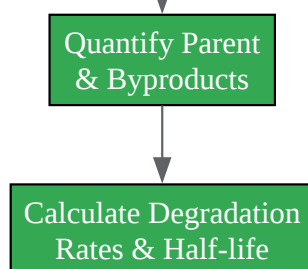 Quantify Parent
& Byproducts
Calculate Degradation
Rates & Half-life